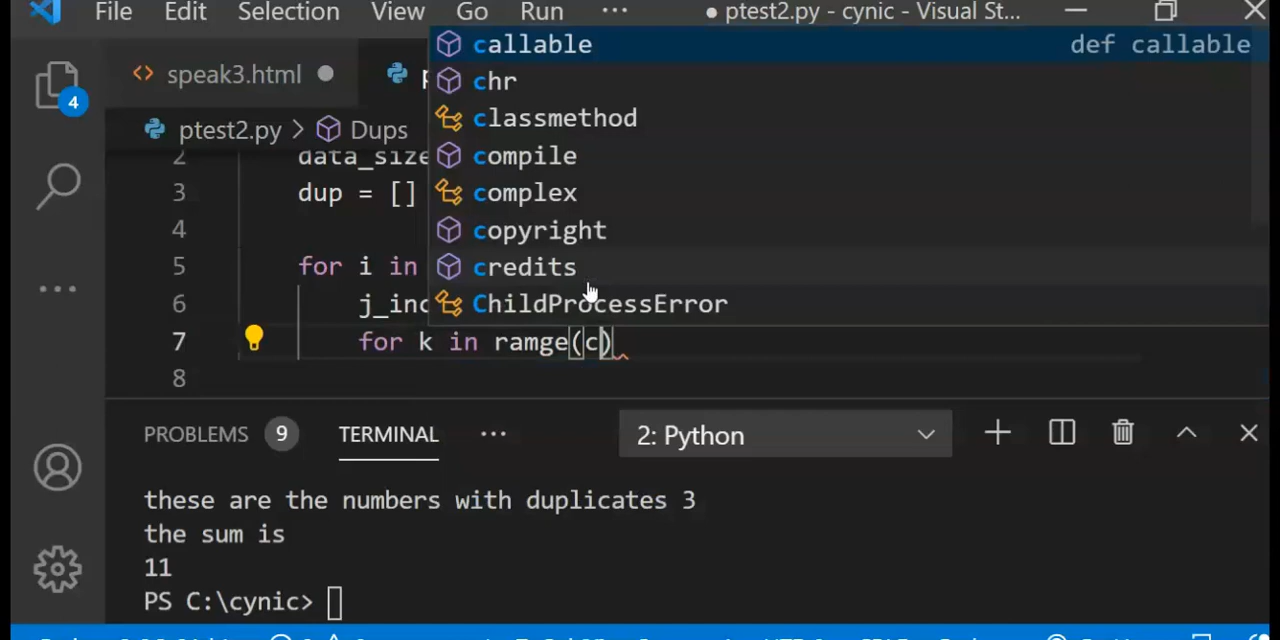 File Edit Selection View Go Run ··· ● ptest2.py - cynic - Visual St...
speak3.html ●
ptest2.py > Dups
callable def callable
chr
classmethod
compile
complex
copyright
credits
ChildProcessError
2 data_size
3 dup = []
4
5 for i in
6 j_inc
7 for k in ramge(c)
8
4
PROBLEMS 9 TERMINAL ··· 2: Python
these are the numbers with duplicates 3
the sum is
11
PS C:\cynic>